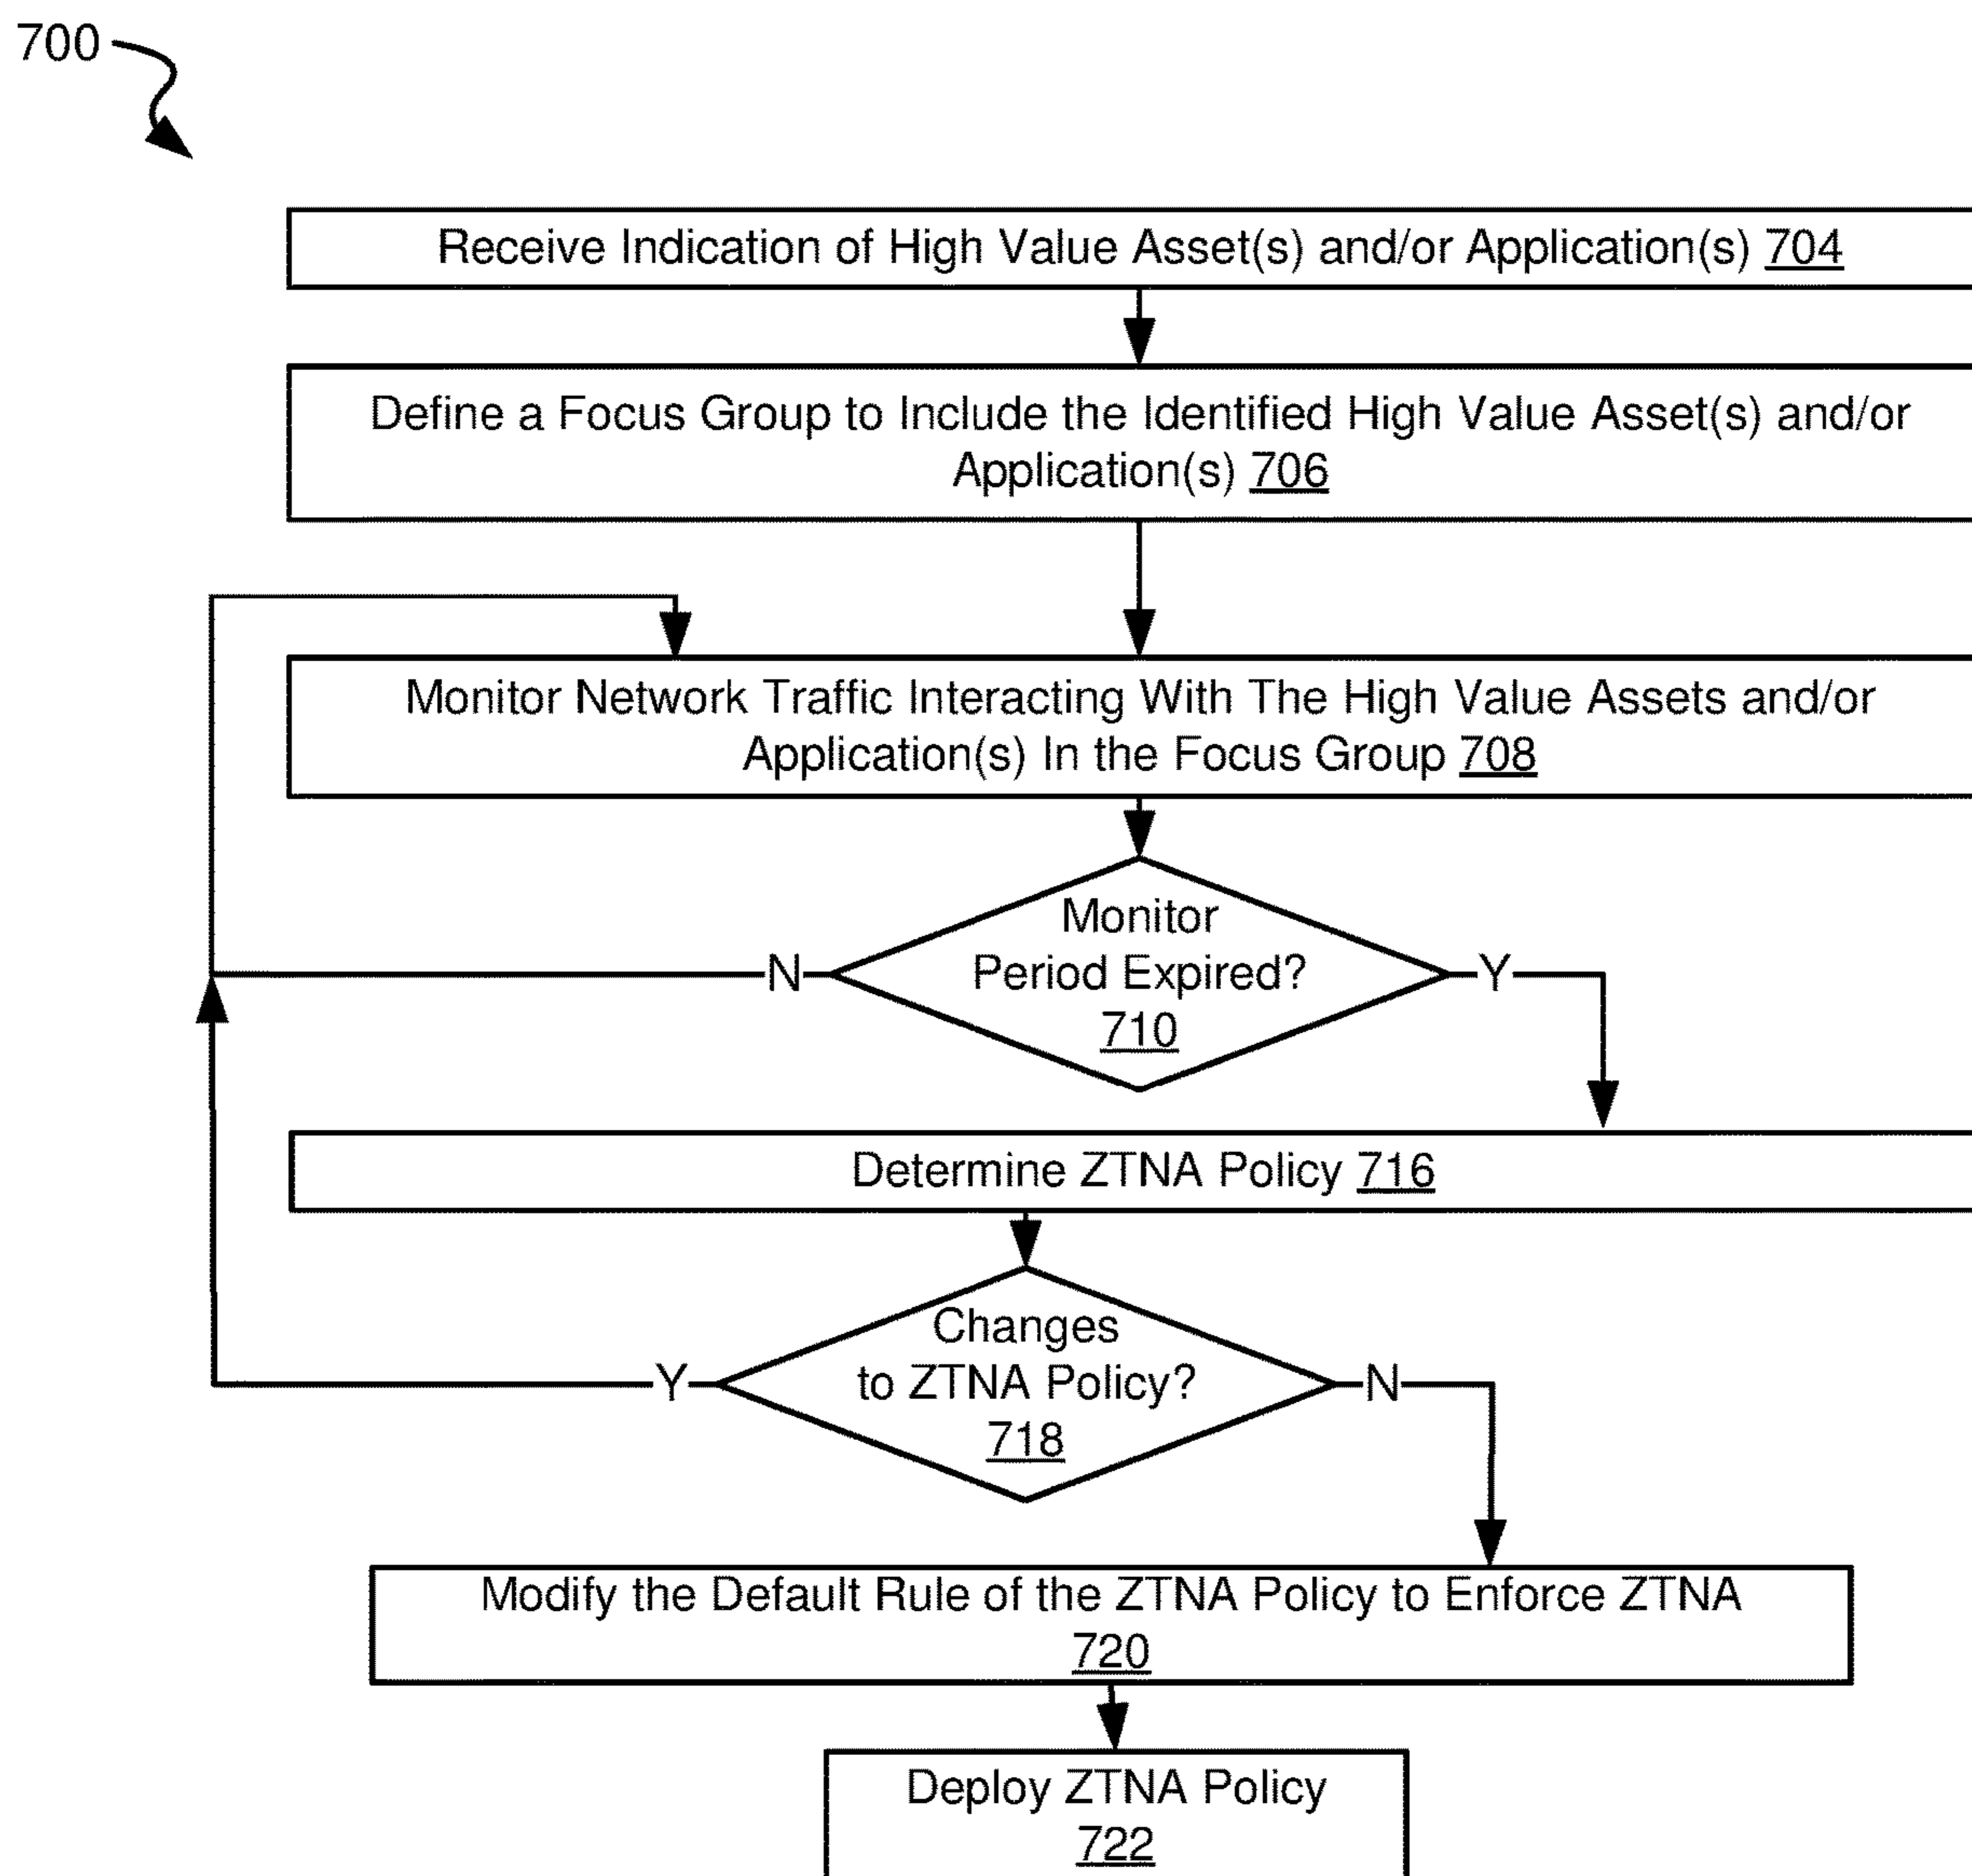 700
Receive Indication of High Value Asset(s) and/or Application(s) 704
Define a Focus Group to Include the Identified High Value Asset(s) and/or
Application(s) 706
Monitor Network Traffic Interacting With The High Value Assets and/or
Application(s) In the Focus Group 708
Monitor
Period Expired?
710
N
Y
Determine ZTNA Policy 716
Changes
to ZTNA Policy?
718
Y
N
Modify the Default Rule of the ZTNA Policy to Enforce ZTNA
720
Deploy ZTNA Policy
722